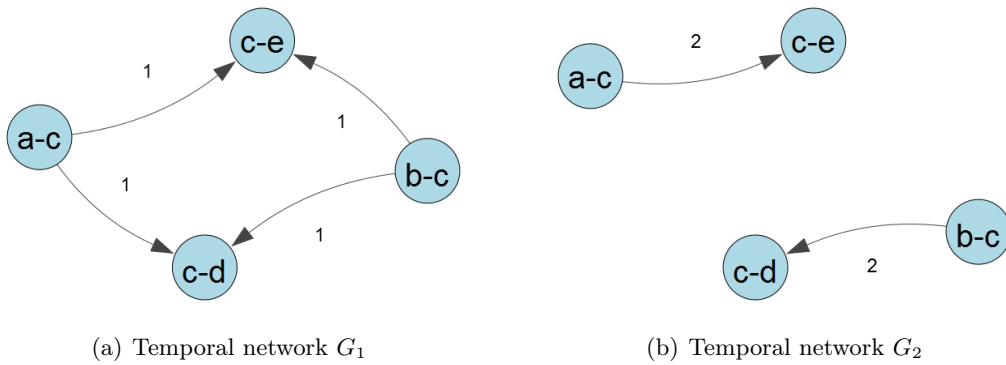 c-e
1
a-c
1
1
b-c
1
c-d
(a) Temporal network G₁
2
c-e
a-c
b-c
c-d
2
(b) Temporal network G₂